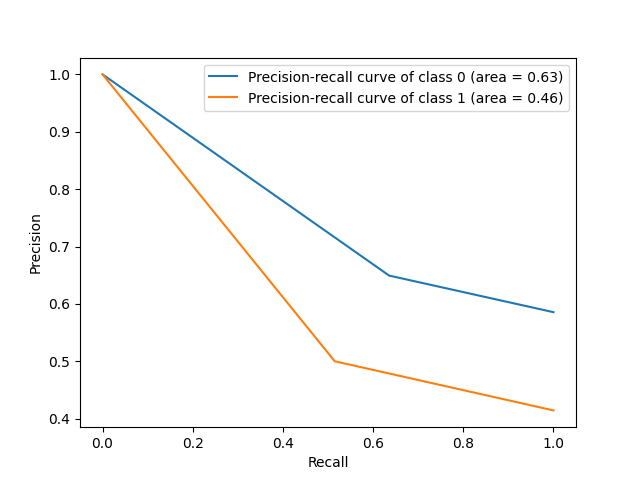 Precision-recall curve of class 0 (area = 0.63)
Precision-recall curve of class 1 (area = 0.46)
1.0
0.9
0.8
0.7
0.6
0.5
0.4
Precision
0.0 0.2 0.4 0.6 0.8 1.0
Recall